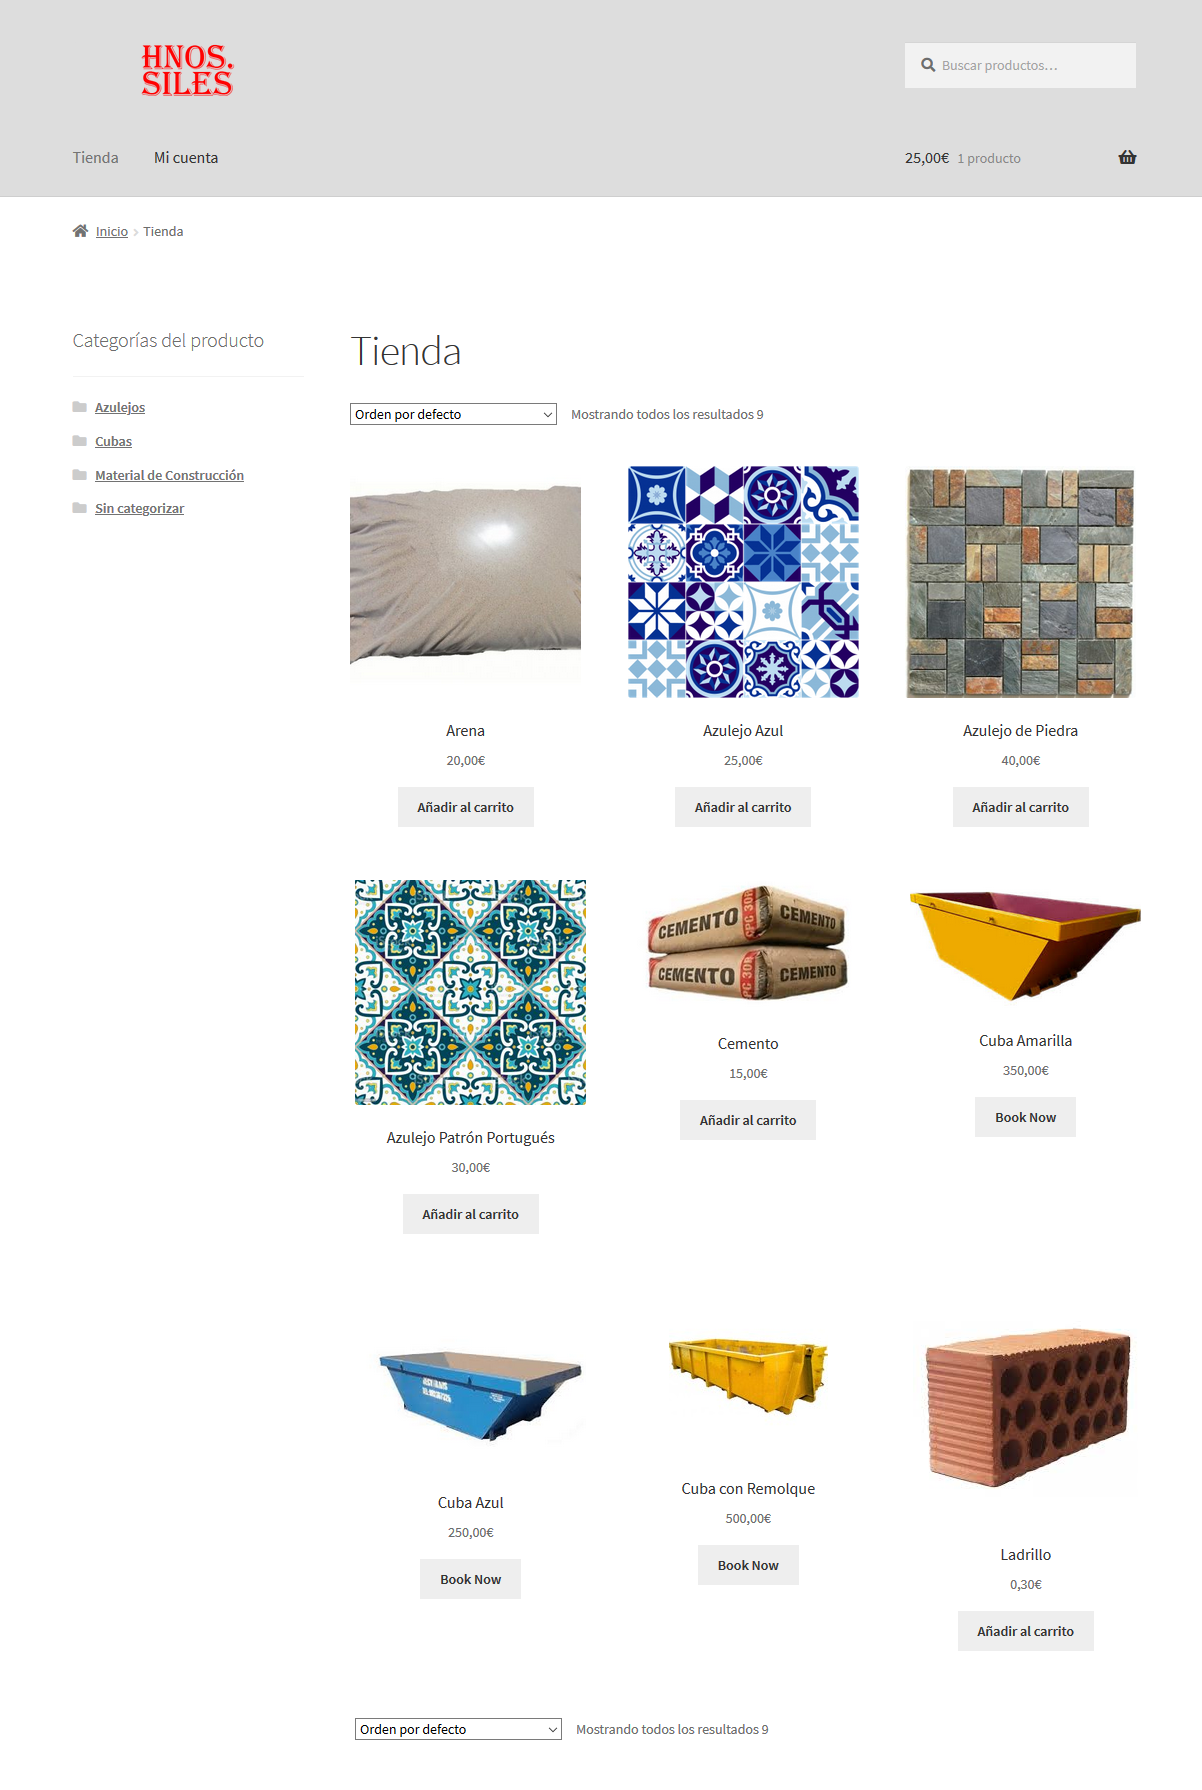 HNOS.
SILES
Buscar productos…
Tienda
Mi cuenta
25,00€ 1 producto
Inicio › Tienda
Categorías del producto
Azulejos
Cubas
Material de Construcción
Sin categorizar
Tienda
Orden por defecto
Mostrando todos los resultados 9
Arena
20,00€
Añadir al carrito
Azulejo Azul
25,00€
Añadir al carrito
Azulejo de Piedra
40,00€
Añadir al carrito
Azulejo Patrón Portugués
30,00€
Añadir al carrito
CEMENTO
CPC 30R
CEMENTO
CEMENTO
CPC 30R
CEMENTO
Cemento
15,00€
Añadir al carrito
Cuba Amarilla
350,00€
Book Now
Cuba Azul
250,00€
Book Now
Cuba con Remolque
500,00€
Book Now
Ladrillo
0,30€
Añadir al carrito
Orden por defecto
Mostrando todos los resultados 9